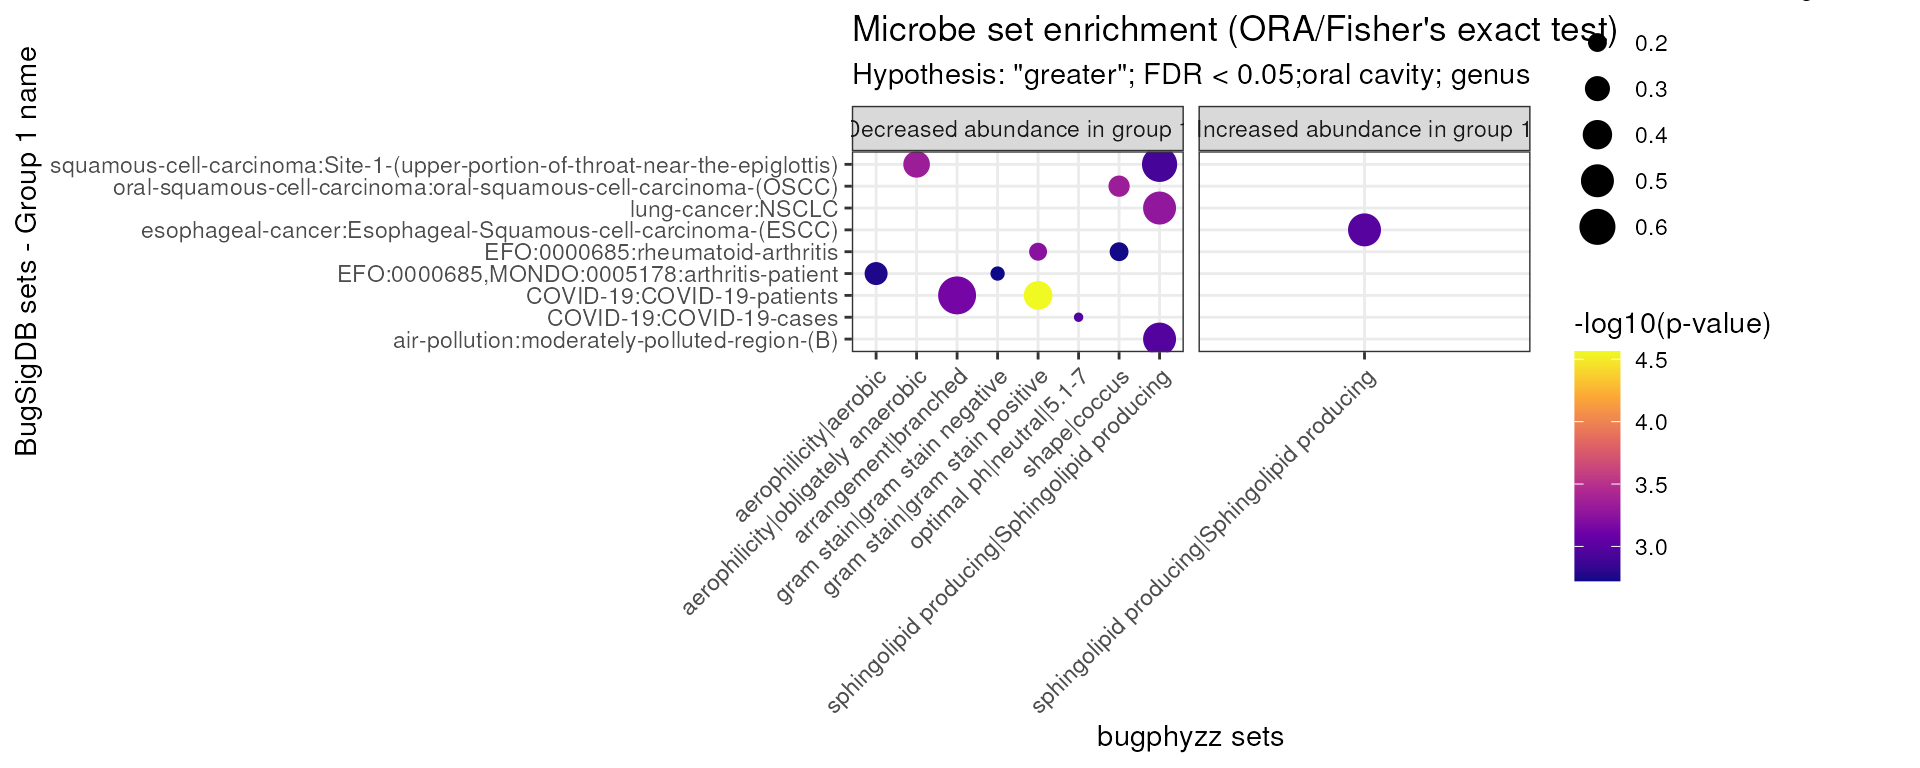 Microbe set enrichment (ORA/Fisher's exact test)
Hypothesis: "greater"; FDR < 0.05;oral cavity; genus
Decreased abundance in group 1
Increased abundance in group 1
BugSigDB sets - Group 1 name
squamous-cell-carcinoma:Site-1-(upper-portion-of-throat-near-the-epiglottis)
oral-squamous-cell-carcinoma:oral-squamous-cell-carcinoma-(OSCC)
lung-cancer:NSCLC
esophageal-cancer:Esophageal-Squamous-cell-carcinoma-(ESCC)
EFO:0000685:rheumatoid-arthritis
EFO:0000685,MONDO:0005178:arthritis-patient
COVID-19:COVID-19-patients
COVID-19:COVID-19-cases
air-pollution:moderately-polluted-region-(B)
aerophilicity|aerobic
aerophilicity|obligately anaerobic
arrangement|branched
gram stain|gram stain negative
gram stain|gram stain positive
optimal ph|neutral|5.1-7
shape|coccus
sphingolipid producing|Sphingolipid producing
sphingolipid producing|Sphingolipid producing
bugphyzz sets
0.2
0.3
0.4
0.5
0.6
-log10(p-value)
4.5
4.0
3.5
3.0